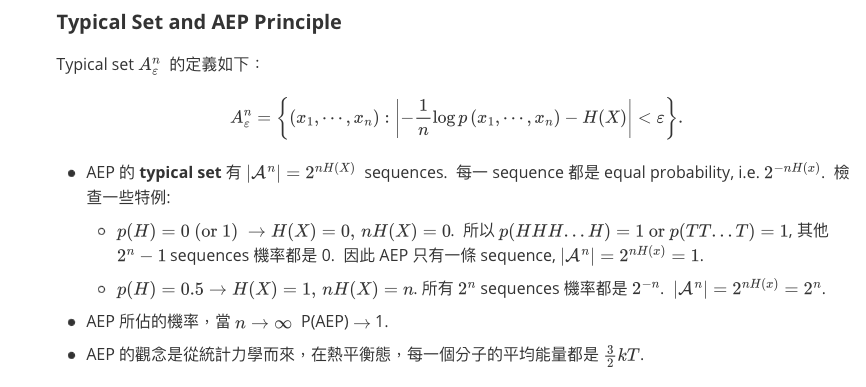 Typical Set and AEP Principle
Typical set $A_\varepsilon^n$ 的定義如下：
$A_\varepsilon^n = \left\{(x_1, \cdots, x_n) : \left|-\frac{1}{n}\log p\,(x_1, \cdots, x_n) - H(X)\right| < \varepsilon\right\}.$
• AEP 的 typical set 有 $|\mathcal{A}^n| = 2^{nH(X)}$ sequences. 每一 sequence 都是 equal probability, i.e. $2^{-nH(x)}$. 檢
查一些特例:
◦ $p(H) = 0$ (or 1) $\rightarrow H(X) = 0$, $nH(X) = 0$. 所以 $p(HHH\ldots H) = 1$ or $p(TT\ldots T) = 1$, 其他
$2^n - 1$ sequences 機率都是 0. 因此 AEP 只有一條 sequence, $|\mathcal{A}^n| = 2^{nH(x)} = 1$.
◦ $p(H) = 0.5 \rightarrow H(X) = 1$, $nH(X) = n$. 所有 $2^n$ sequences 機率都是 $2^{-n}$. $|\mathcal{A}^n| = 2^{nH(x)} = 2^n$.
• AEP 所佔的機率，當 $n \rightarrow \infty$ P(AEP) → 1.
• AEP 的觀念是從統計力學而來，在熱平衡態，每一個分子的平均能量都是 $\frac{3}{2}kT$.